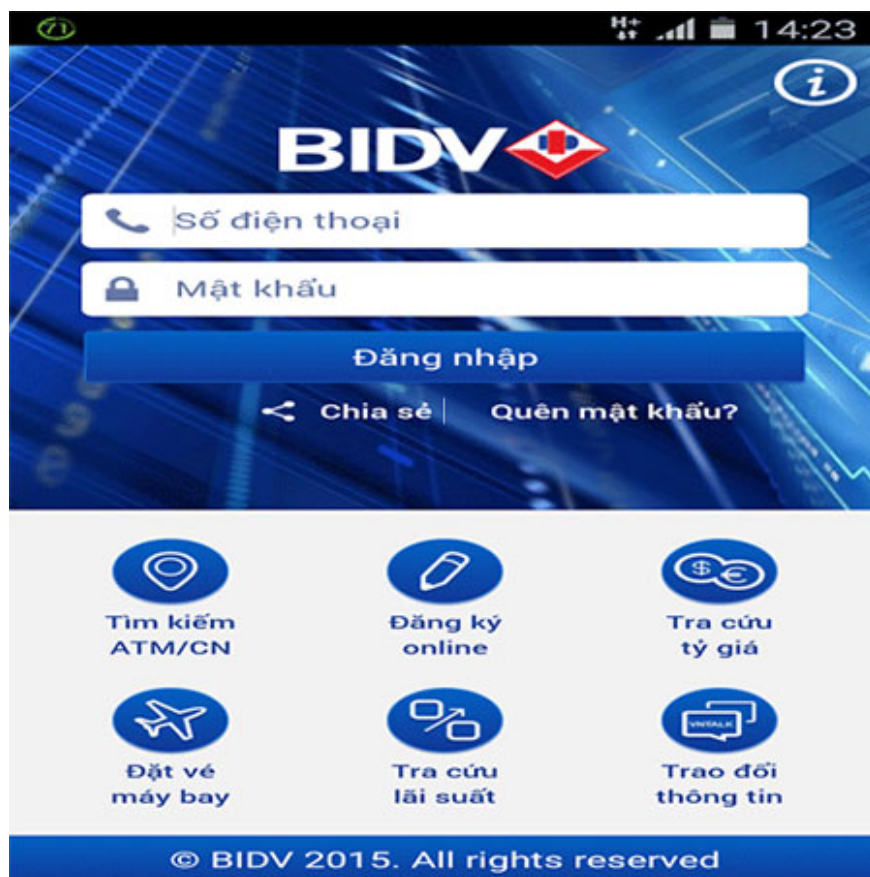 71 H+ 14:23
i
BIDV
Số điện thoại
Mật khẩu
Đăng nhập
Chia sẻ Quên mật khẩu?
$ €
Tìm kiếm Đăng ký Tra cứu
ATM/CN online tỷ giá
VNTALK
Đặt vé Tra cứu Trao đổi
máy bay lãi suất thông tin
© BIDV 2015. All rights reserved